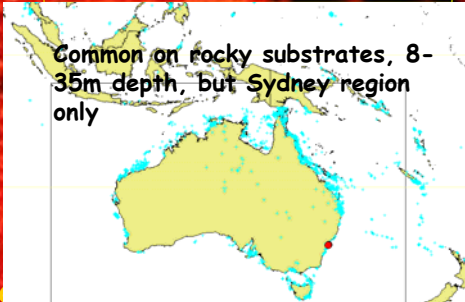 Common on rocky substrates, 8-
35m depth, but Sydney region
only